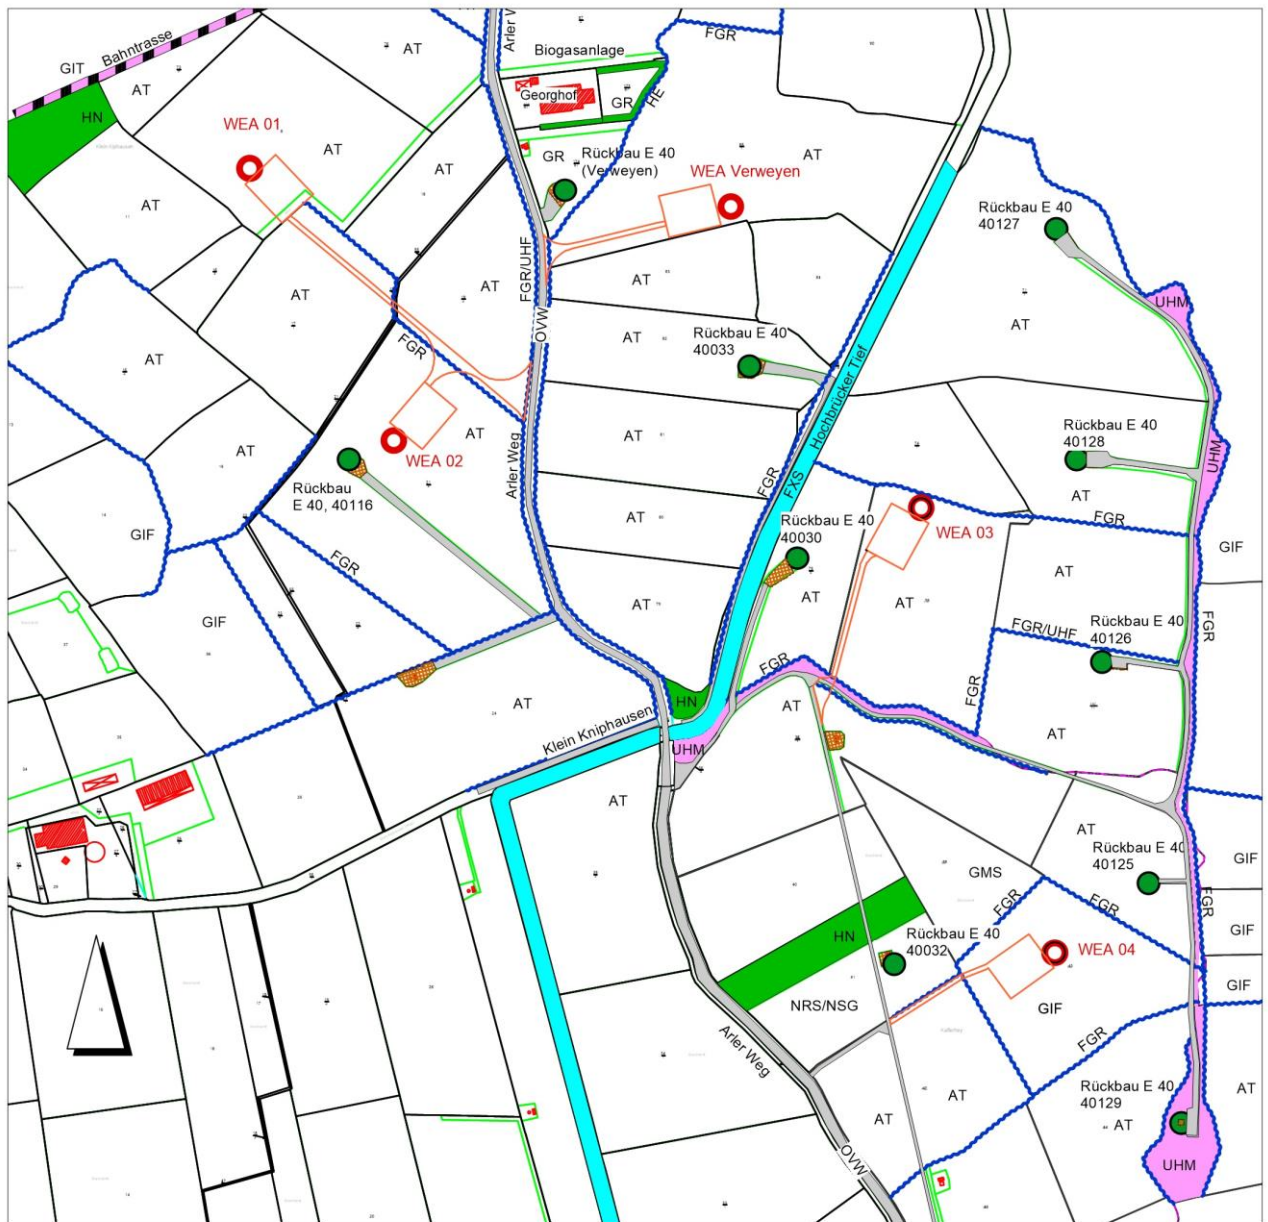 Arler W
FGR
Biogasanlage
AT
Bahntrasse
GIT
AT
AT
HN
Georghof
GR
HE
WEA 01
AT
GR
Rückbau E 40
(Verweyen)
AT
WEA Verweyen
AT
Rückbau E 40
40127
FGR/UHF
AT
AT
AT
UHM
AT
OVW
AT
Rückbau E 40
40033
FGR
AT
Hochbrücker Tief
AT
WEA 02
AT
AT
Arler Weg
Rückbau E 40
40128
UHM
FGR
FXS
Rückbau
E 40, 40116
AT
AT
Rückbau E 40
40030
WEA 03
FGR
GIF
GIF
FGR
AT
AT
AT
AT
GIF
FGR/UHF
Rückbau E 40
40126
FGR
FGR
FGR
AT
HN
AT
Klein Kniphausen
UHM
AT
AT
AT
Rückbau E 40
40125
GIF
GMS
FGR
FGR
FGR
HN
Rückbau E 40
40032
WEA 04
GIF
NRS/NSG
GIF
GIF
Arler Weg
FGR
AT
Rückbau E 40
40129
AT
AT
AT
OVW
UHM